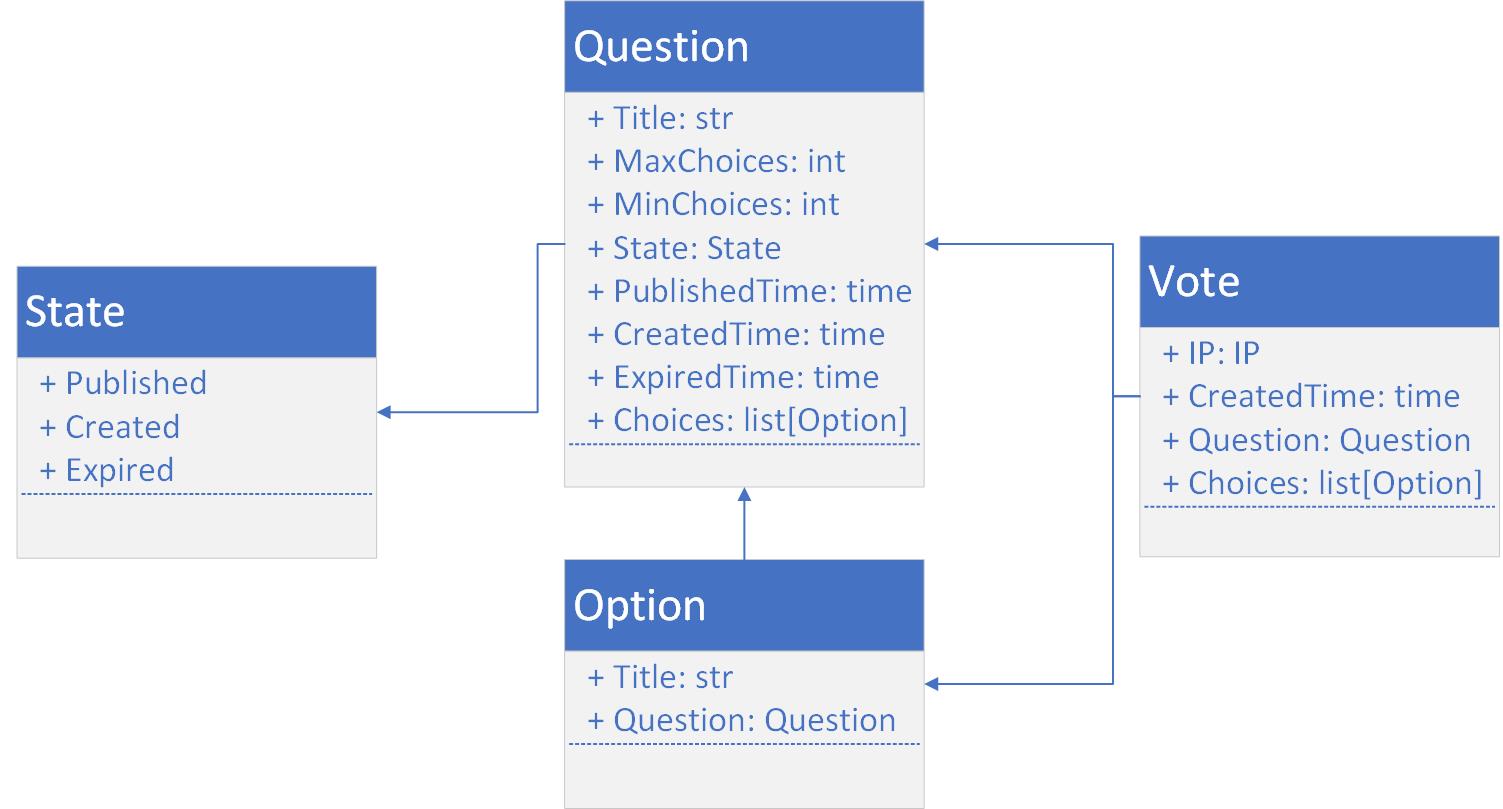 Question
+ Title: str
+ MaxChoices: int
+ MinChoices: int
+ State: State
+ PublishedTime: time
+ CreatedTime: time
+ ExpiredTime: time
+ Choices: list[Option]
State
+ Published
+ Created
+ Expired
Vote
+ IP: IP
+ CreatedTime: time
+ Question: Question
+ Choices: list[Option]
Option
+ Title: str
+ Question: Question